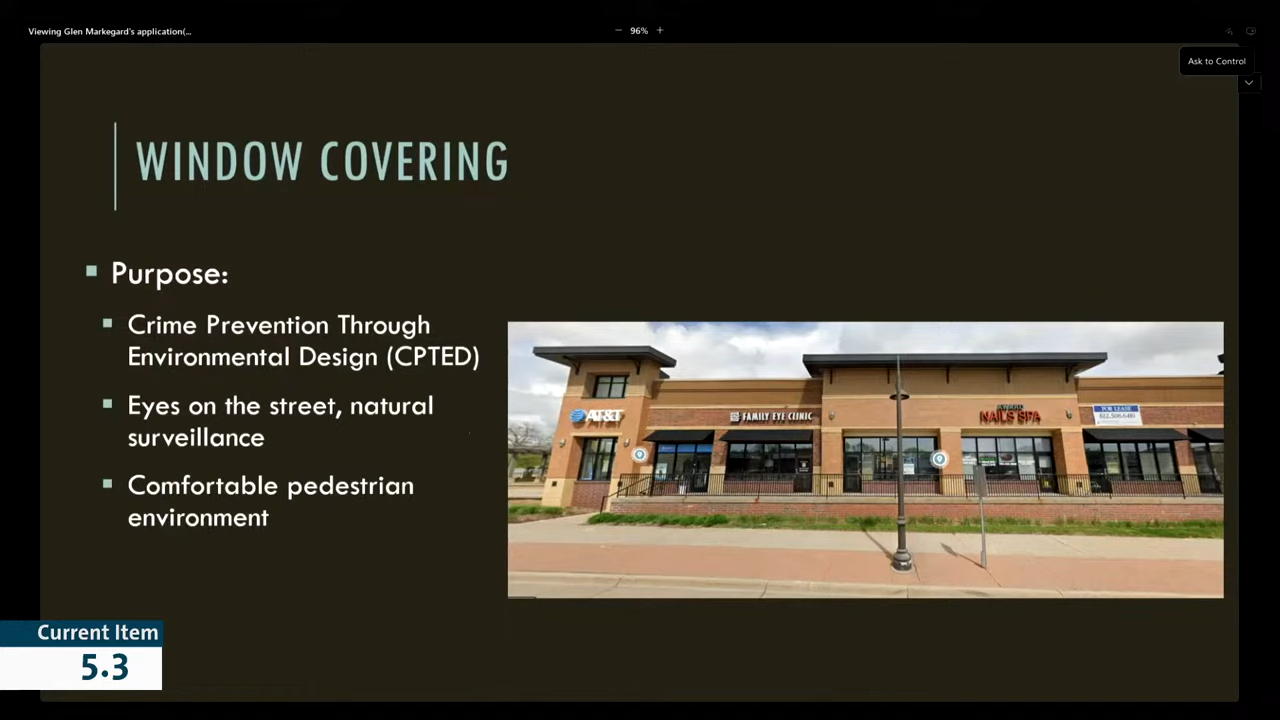 Viewing Glen Markegard's application(...
− 96% +
Ask to Control
WINDOW COVERING
Purpose:
Crime Prevention Through
Environmental Design (CPTED)
Eyes on the street, natural
surveillance
Comfortable pedestrian
environment
AT&T
FAMILY EYE CLINIC
NAILS SPA
FOR LEASE
Current Item
5.3